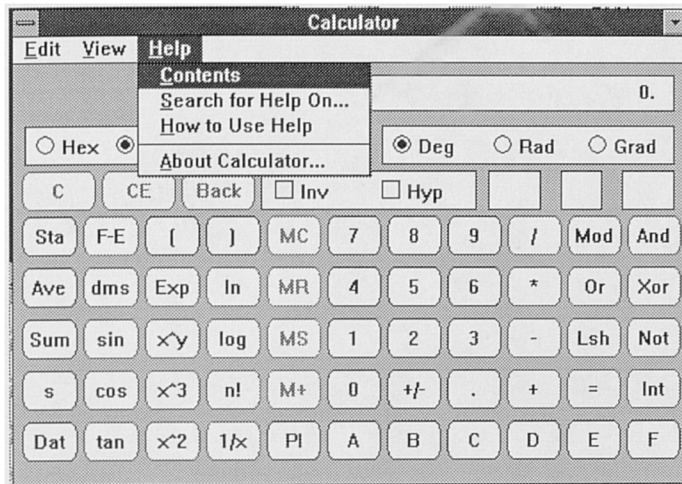 Calculator
Edit View Help
Contents
Search for Help On...
How to Use Help
About Calculator...
0.
Hex Deg Rad Grad
C CE Back Inv Hyp
Sta F-E ( ) MC 7 8 9 / Mod And
Ave dms Exp ln MR 4 5 6 * Or Xor
Sum sin x^y log MS 1 2 3 - Lsh Not
s cos x^3 n! M+ 0 +/- . + = Int
Dat tan x^2 1/x PI A B C D E F